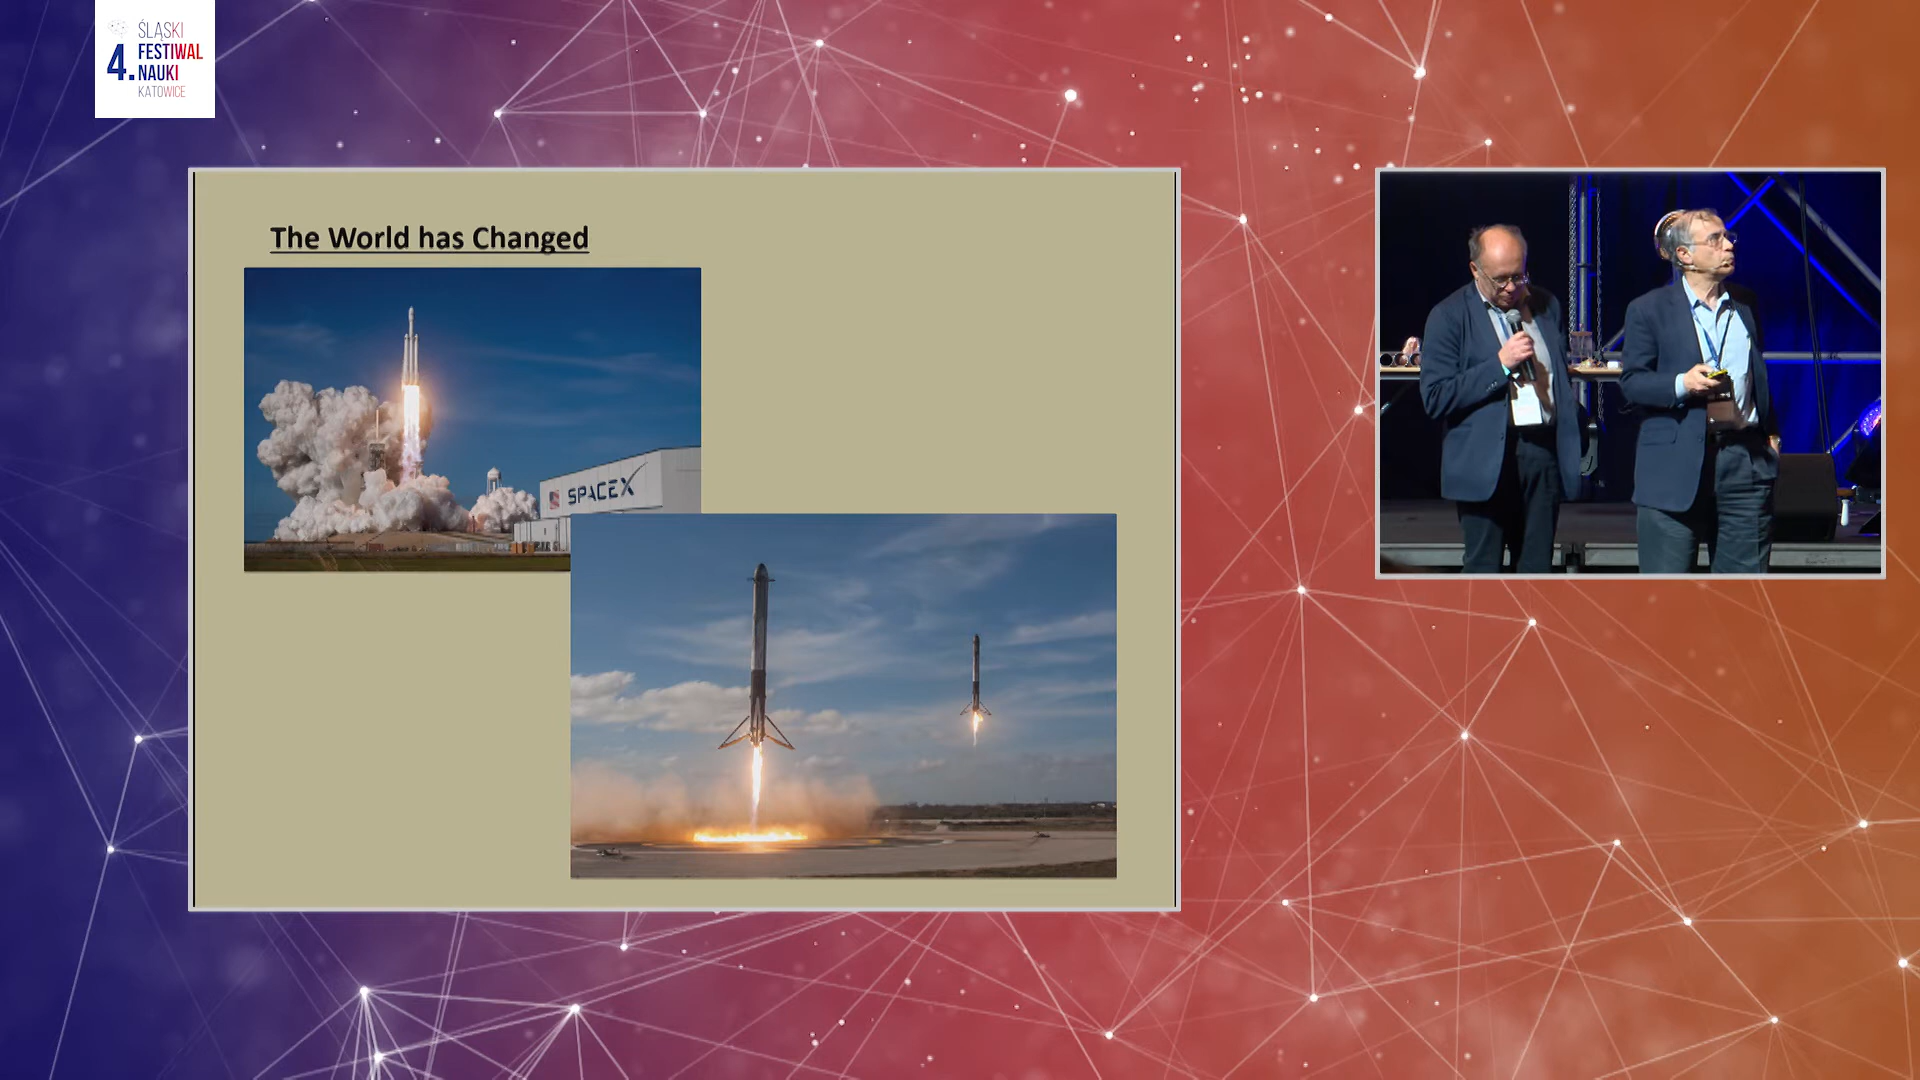 ŚLĄSKI
4. FESTIWAL
NAUKI
KATOWICE
The World has Changed
SPACEX